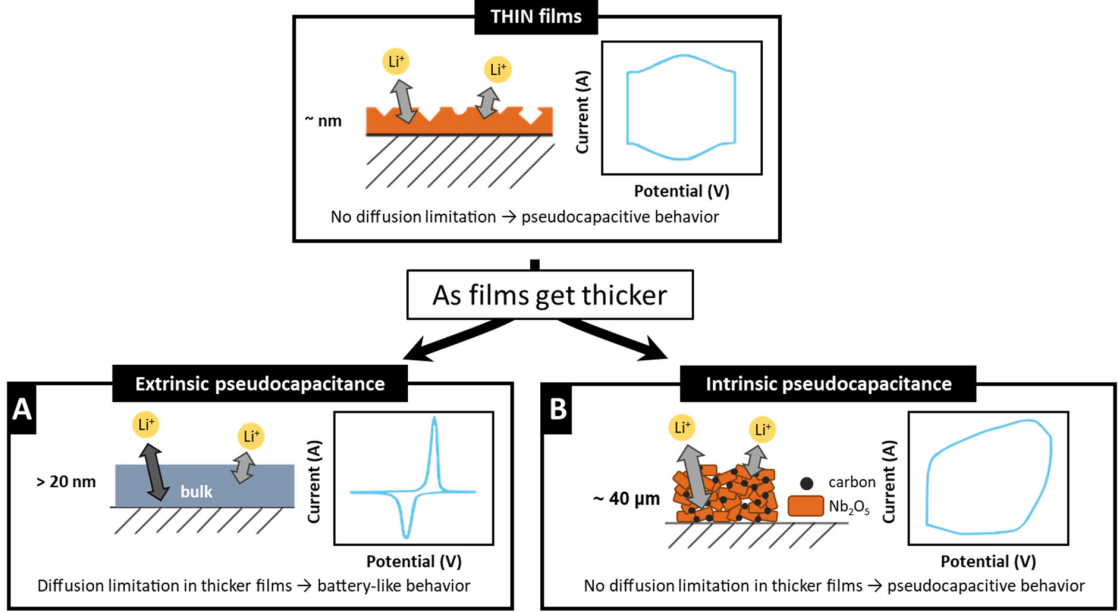 THIN films
Li⁺
Li⁺
~ nm
Current (A)
Potential (V)
No diffusion limitation → pseudocapacitive behavior
As films get thicker
A
Extrinsic pseudocapacitance
Li⁺
Li⁺
> 20 nm
bulk
Current (A)
Potential (V)
Diffusion limitation in thicker films → battery-like behavior
B
Intrinsic pseudocapacitance
Li⁺
Li⁺
~ 40 µm
carbon
Nb₂O₅
Current (A)
Potential (V)
No diffusion limitation in thicker films → pseudocapacitive behavior